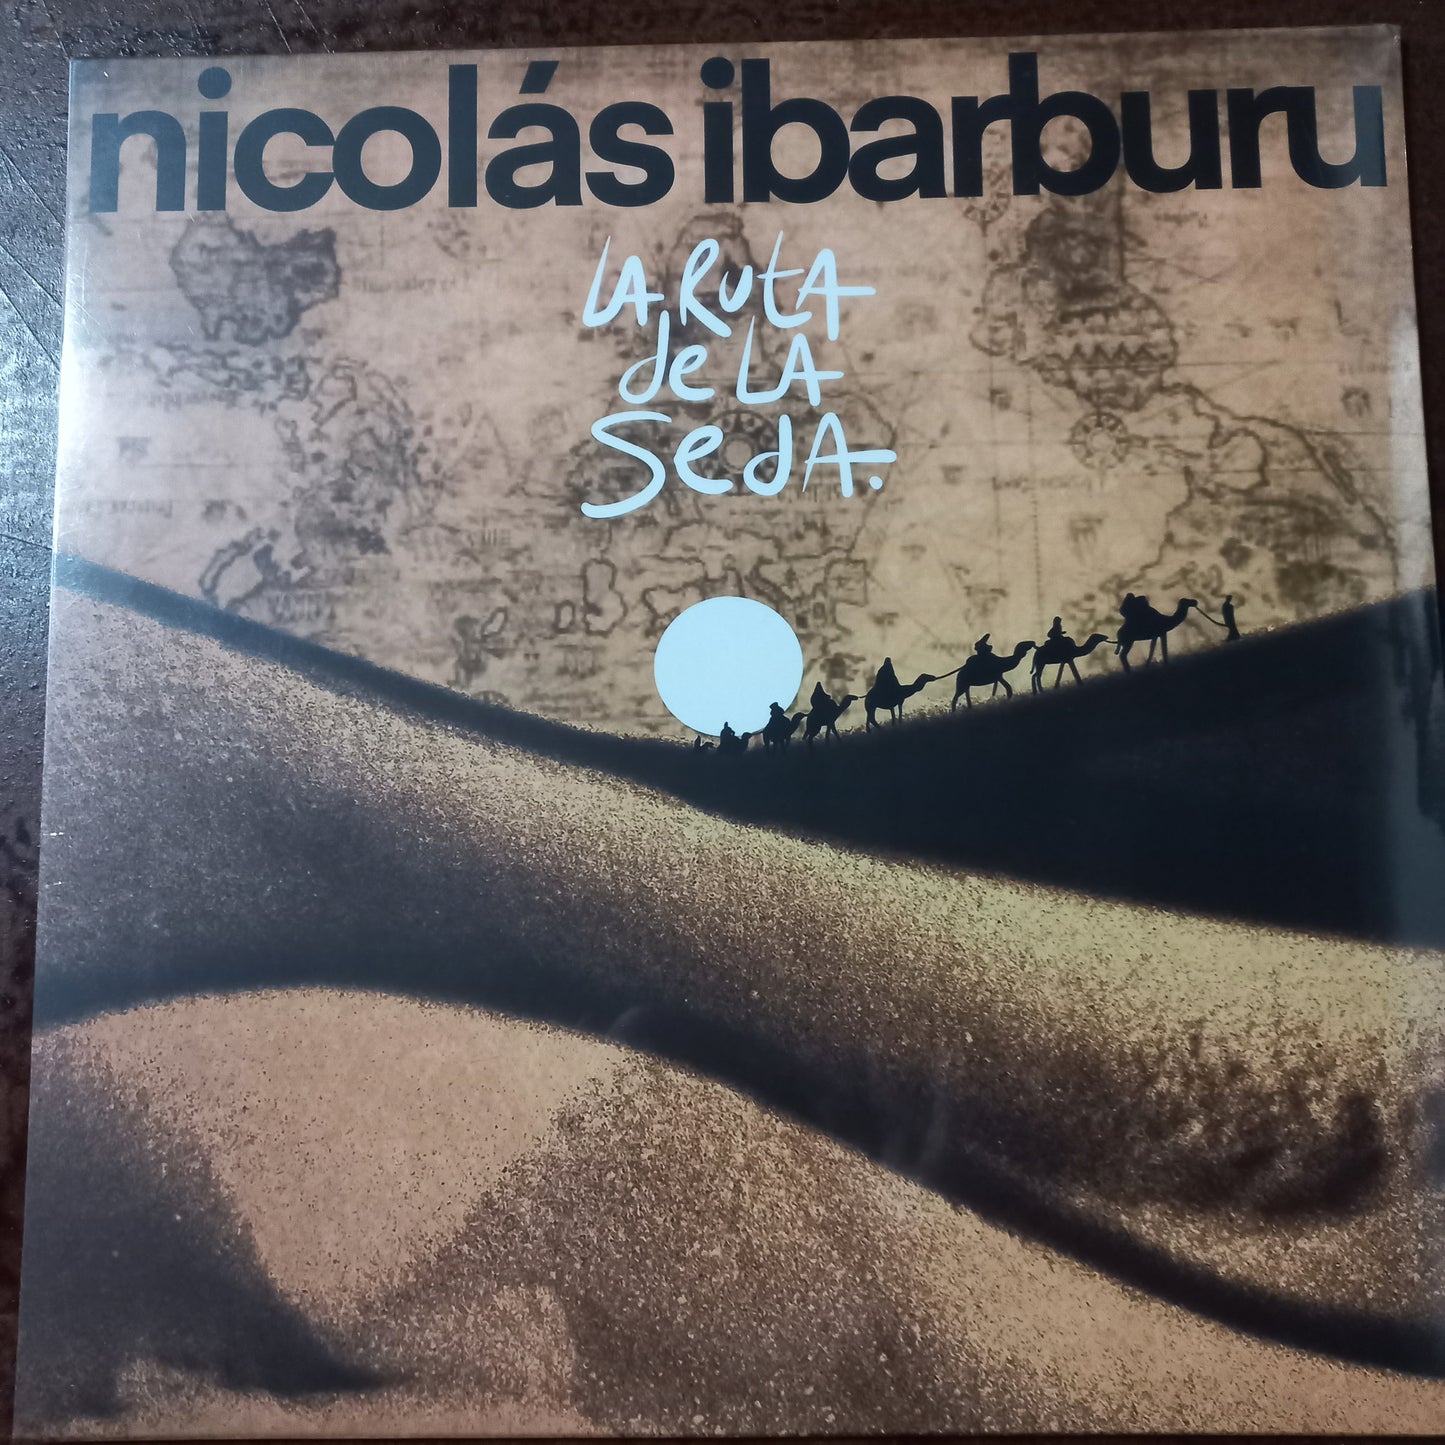 nicolás ibarburu
LA RUtA
de LA
SedA.